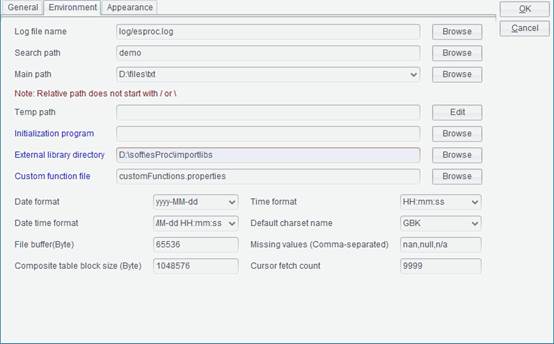 General Environment Appearance
OK
Cancel
Log file name log/esproc.log Browse
Search path demo Browse
Main path D:\files\txt Browse
Note: Relative path does not start with / or \
Temp path Edit
Initialization program Browse
External library directory D:\soft\esProc\importlibs Browse
Custom function file customFunctions.properties Browse
Date format yyyy-MM-dd Time format HH:mm:ss
Date time format MM-dd HH:mm:ss Default charset name GBK
File buffer(Byte) 65536 Missing values (Comma-separated) nan,null,n/a
Composite table block size (Byte) 1048576 Cursor fetch count 9999